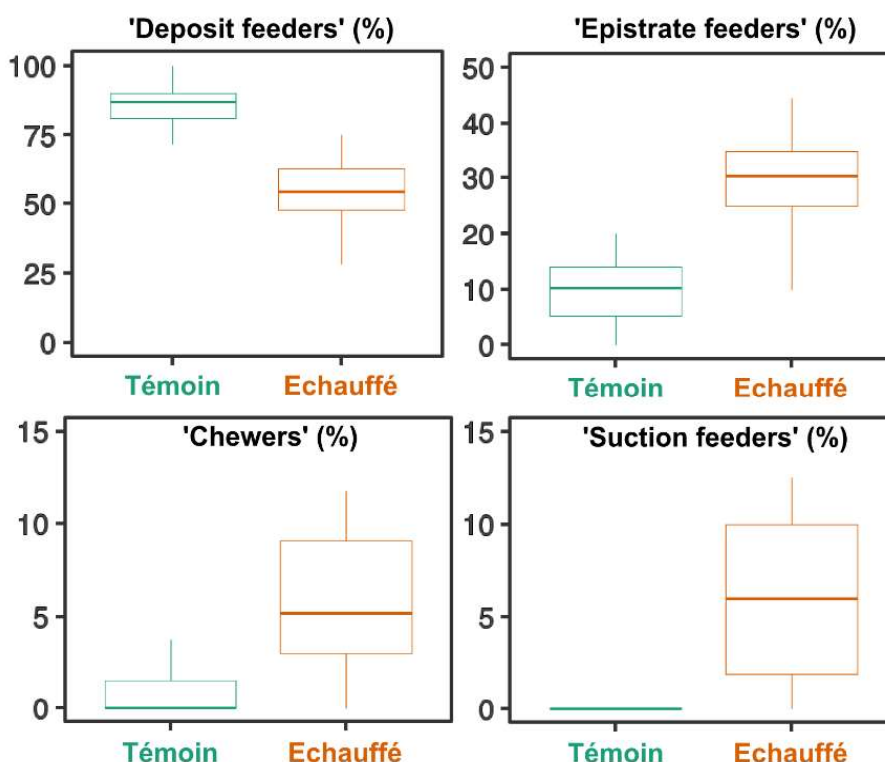 'Deposit feeders' (%)
100
75
50
25
0
Témoin Echauffé
'Epistrate feeders' (%)
50
40
30
20
10
0
Témoin Echauffé
'Chewers' (%)
15
10
5
0
Témoin Echauffé
'Suction feeders' (%)
15
10
5
0
Témoin Echauffé